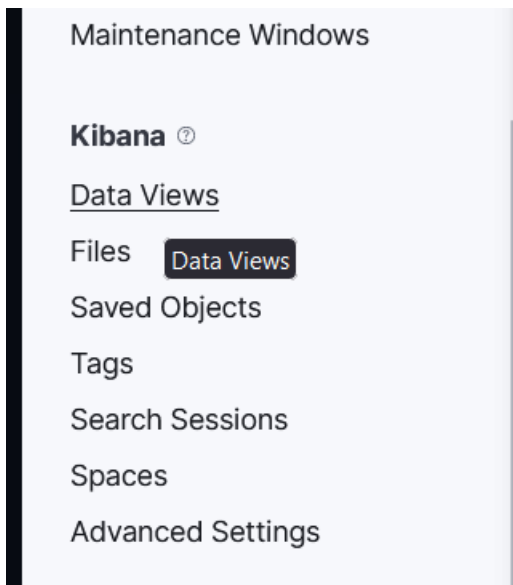 Maintenance Windows
Kibana
Data Views
Files
Data Views
Saved Objects
Tags
Search Sessions
Spaces
Advanced Settings